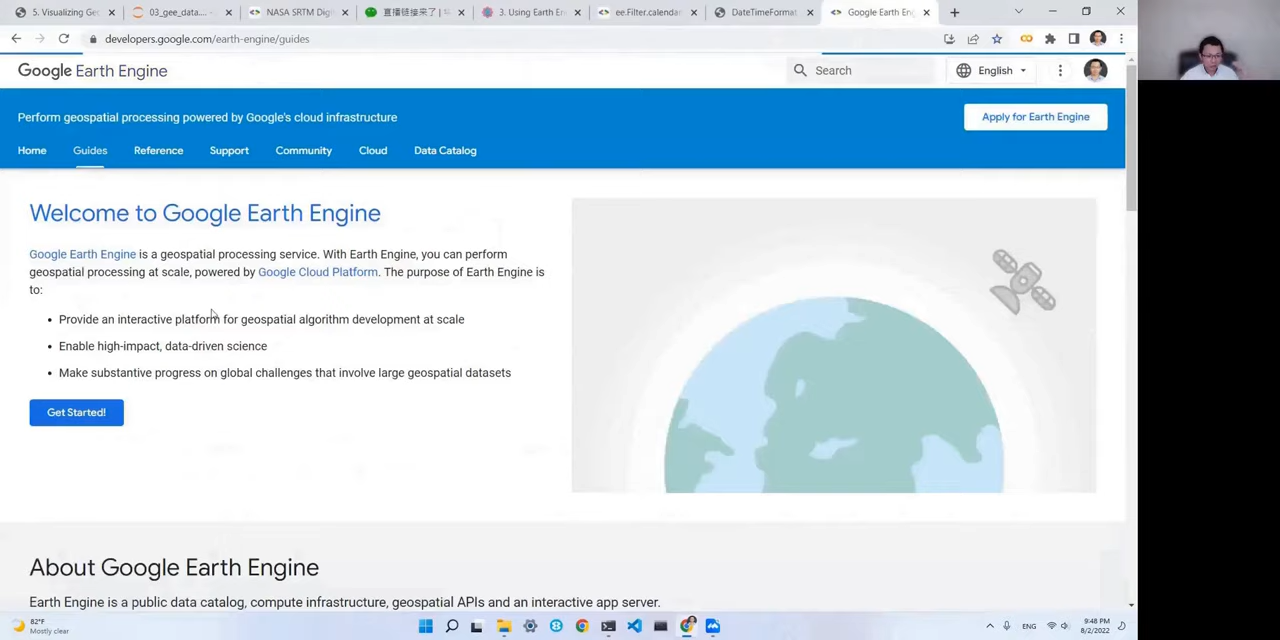 5. Visualizing Ge
03_gee_data....
NASA SRTM Digi
直播链接来了 |
3. Using Earth En
ee.Filter.calendar
DateTimeFormat
Google Earth Eng
developers.google.com/earth-engine/guides
Google Earth Engine
Search
English
Perform geospatial processing powered by Google's cloud infrastructure
Apply for Earth Engine
Home
Guides
Reference
Support
Community
Cloud
Data Catalog
Welcome to Google Earth Engine
Google Earth Engine is a geospatial processing service. With Earth Engine, you can perform
geospatial processing at scale, powered by Google Cloud Platform. The purpose of Earth Engine is
to:
Provide an interactive platform for geospatial algorithm development at scale
Enable high-impact, data-driven science
Make substantive progress on global challenges that involve large geospatial datasets
Get Started!
About Google Earth Engine
Earth Engine is a public data catalog, compute infrastructure, geospatial APIs and an interactive app server.
82°F
Mostly clear
ENG
9:48 PM
8/2/2022